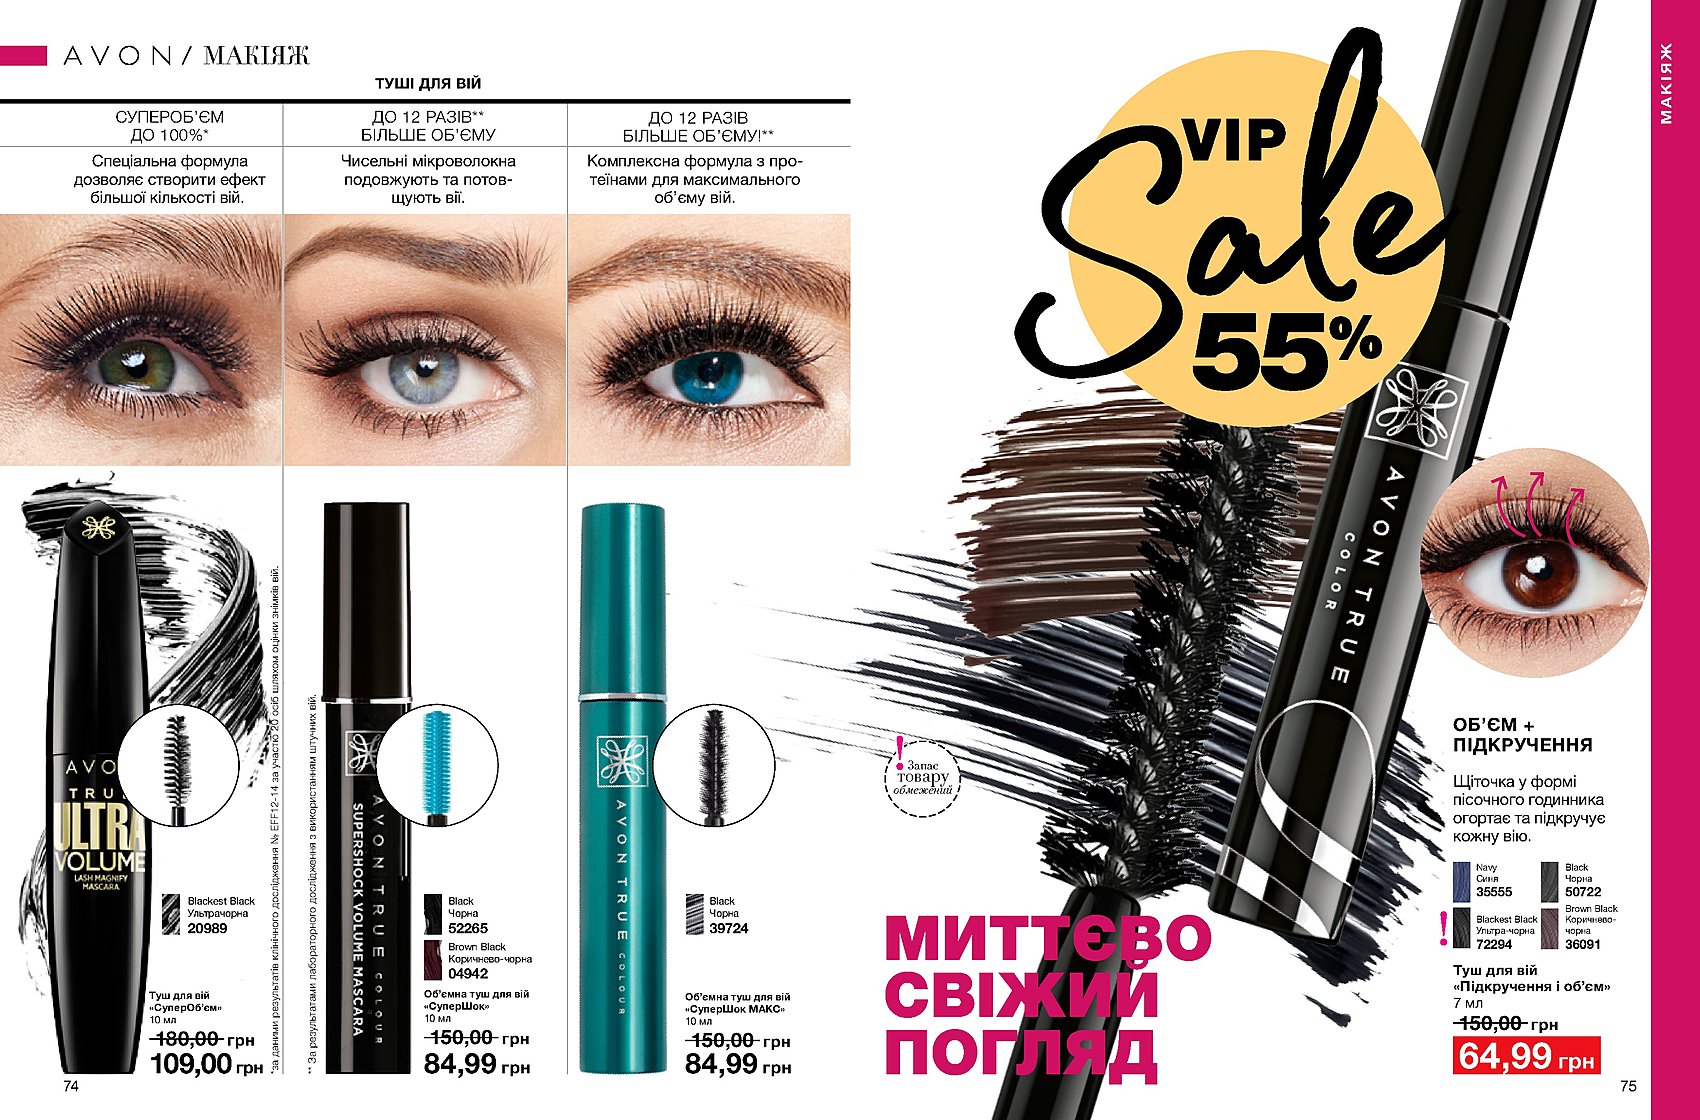 AVON / МАКІЯЖ
ТУШІ ДЛЯ ВІЙ
СУПЕРОБ’ЄМ
ДО 100%*
Спеціальна формула
дозволяє створити ефект
більшої кількості вій.
ДО 12 РАЗІВ**
БІЛЬШЕ ОБ’ЄМУ
Чисельні мікроволокна
подовжують та потов-
щують вії.
ДО 12 РАЗІВ
БІЛЬШЕ ОБ’ЄМУ!**
Комплексна формула з про-
теїнами для максимального
об’єму вій.
AVO
TRU
ULTRA
VOLUME
LASH MAGNIFY
MASCARA
Blackest Black
Ультрачорна
20989
Туш для вій
«СуперОб’єм»
10 мл
180,00 грн
109,00 грн
*за даними результатів клінічного дослідження № EFF12-14 за участю 20 осіб шляхом оцінки знімків вій.
AVON TRUE COLOUR
SUPERSHOCK VOLUME MASCARA
Black
Чорна
52265
Brown Black
Коричнево-чорна
04942
Об’ємна туш для вій
«СуперШок»
10 мл
150,00 грн
84,99 грн
** За результатами лабораторного дослідження з використанням штучних вій.
AVON TRUE COLOUR
Black
Чорна
39724
Об’ємна туш для вій
«СуперШок МАКС»
10 мл
150,00 грн
84,99 грн
74
VIP
Sale
55%
МАКІЯЖ
AVON TRUE
COLOR
! Запас
товару
обмежений
МИТТЄВО
СВІЖИЙ
ПОГЛЯД
ОБ’ЄМ +
ПІДКРУЧЕННЯ
Щіточка у формі
пісочного годинника
огортає та підкручує
кожну вію.
Navy
Синя
35555
Black
Чорна
50722
! Blackest Black
Ультра-чорна
72294
Brown Black
Коричнево-
чорна
36091
Туш для вій
«Підкручення і об’єм»
7 мл
150,00 грн
64,99 грн
75